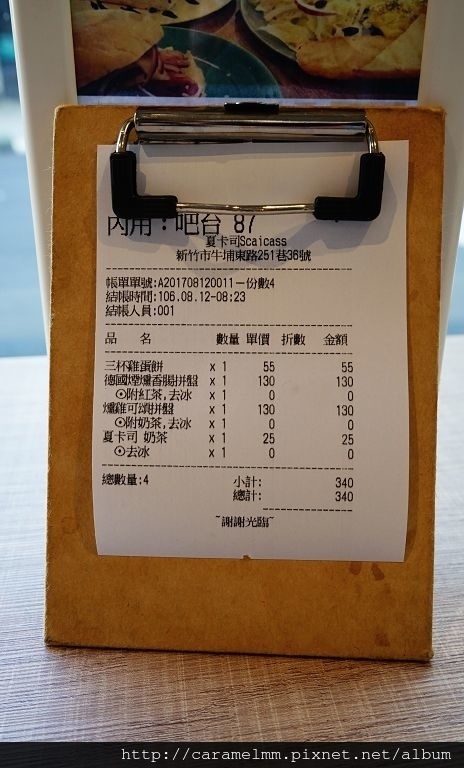 內用：吧台 87
夏卡司Scaicass
新竹市牛埔東路251巷36號
帳單單號:A201708120011－份數4
結帳時間:106.08.12-08:23
結帳人員:001
品 名 數量 單價 折數 金額
三杯雞蛋餅 x 1 55 55
德國煙燻香腸拼盤 x 1 130 130
⊙附紅茶,去冰 x 1 0 0
燻雞可頌拼盤 x 1 130 130
⊙附奶茶,去冰 x 1 0 0
夏卡司 奶茶 x 1 25 25
⊙去冰 x 1 0 0
總數量:4 小計: 340
總計: 340
~謝謝光臨~
http://caramelmm.pixnet.net/album